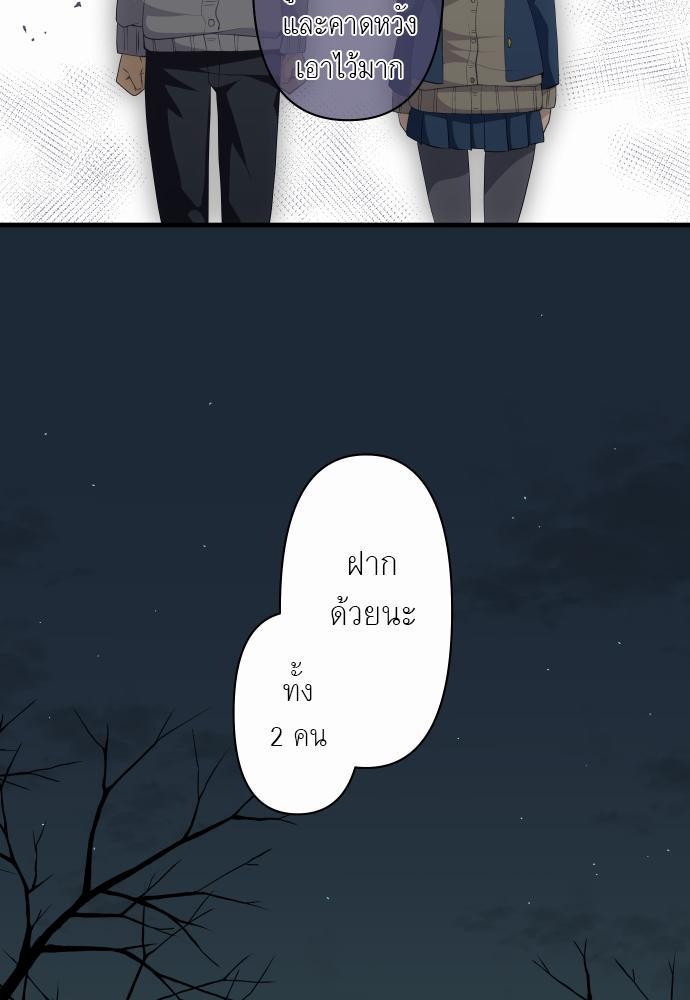 และคาดหวัง
เอาไว้มาก
ฝาก
ด้วยนะ
ทั้ง
2 คน